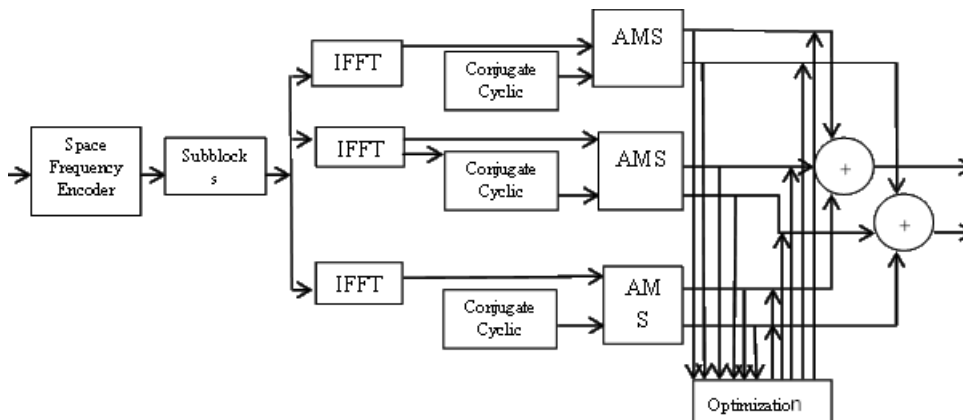 IFFT
Conjugate
Cyclic
AMS
Space
Frequency
Encoder
Subblock
s
IFFT
Conjugate
Cyclic
AMS
+
+
IFFT
Conjugate
Cyclic
AM
S
Optimization